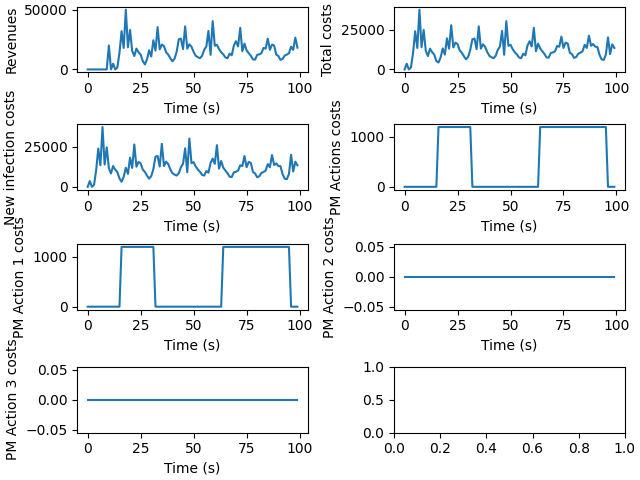 Revenues
50000
0
0 25 50 75 100
Time (s)
Total costs
25000
0
0 25 50 75 100
Time (s)
New infection costs
25000
0
0 25 50 75 100
Time (s)
PM Actions costs
1000
0
0 25 50 75 100
Time (s)
PM Action 1 costs
1000
0
0 25 50 75 100
Time (s)
PM Action 2 costs
0.05
0.00
−0.05
0 25 50 75 100
Time (s)
PM Action 3 costs
0.05
0.00
−0.05
0 25 50 75 100
Time (s)
1.0
0.5
0.0
0.0 0.2 0.4 0.6 0.8 1.0